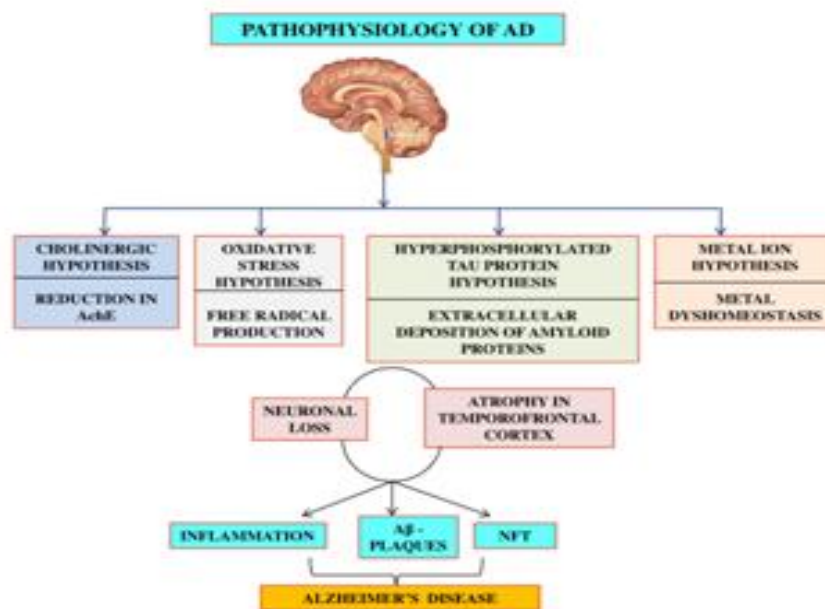 PATHOPHYSIOLOGY OF AD
CHOLINERGIC
HYPOTHESIS
REDUCTION IN
AchE
OXIDATIVE
STRESS
HYPOTHESIS
FREE RADICAL
PRODUCTION
HYPERPHOSPHORYLATED
TAU PROTEIN
HYPOTHESIS
EXTRACELLULAR
DEPOSITION OF AMYLOID
PROTEINS
METAL ION
HYPOTHESIS
METAL
DYSHOMEOSTASIS
NEURONAL
LOSS
ATROPHY IN
TEMPOROFRONTAL
CORTEX
INFLAMMATION
Aβ -
PLAQUES
NFT
ALZHEIMER'S DISEASE